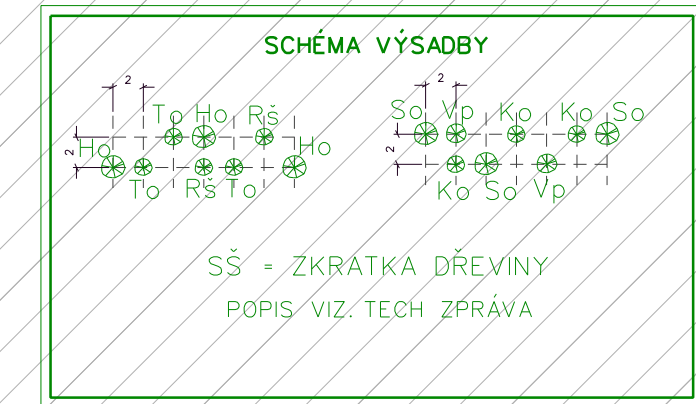 SCHÉMA VÝSADBY
2 2
To Ho Rš So Vp Ko Ko So
2 Ho Ho 2
To Rš To Ko So Vp
SŠ = ZKRATKA DŘEVINY
POPIS VIZ. TECH ZPRÁVA